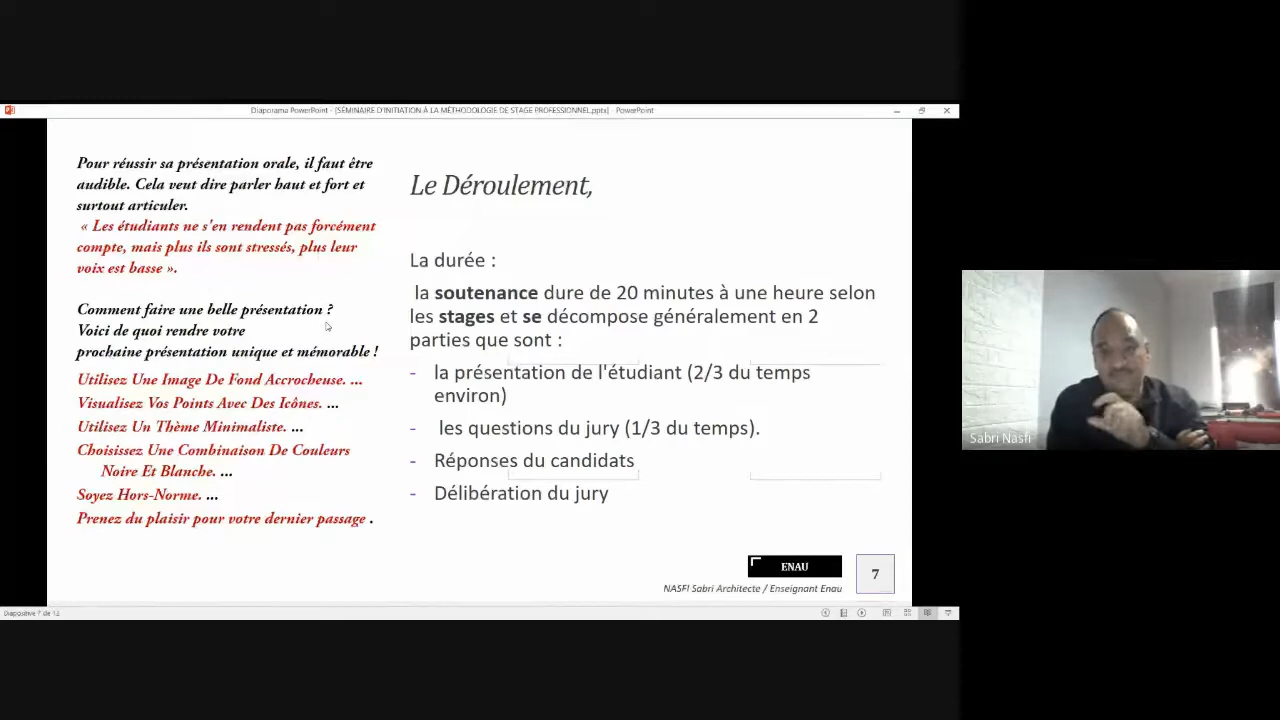 Diaporama PowerPoint - [SÉMINAIRE D'INITIATION À LA MÉTHODOLOGIE DE STAGE PROFESSIONNEL.pptx] - PowerPoint
Pour réussir sa présentation orale, il faut être
audible. Cela veut dire parler haut et fort et
surtout articuler.
« Les étudiants ne s'en rendent pas forcément
compte, mais plus ils sont stressés, plus leur
voix est basse ».
Comment faire une belle présentation ?
Voici de quoi rendre votre
prochaine présentation unique et mémorable !
Utilisez Une Image De Fond Accrocheuse. ...
Visualisez Vos Points Avec Des Icônes. ...
Utilisez Un Thème Minimaliste. ...
Choisissez Une Combinaison De Couleurs
Noire Et Blanche. ...
Soyez Hors-Norme. ...
Prenez du plaisir pour votre dernier passage .
Le Déroulement,
La durée :
la soutenance dure de 20 minutes à une heure selon
les stages et se décompose généralement en 2
parties que sont :
- la présentation de l'étudiant (2/3 du temps
environ)
- les questions du jury (1/3 du temps).
- Réponses du candidats
- Délibération du jury
ENAU
7
NASFI Sabri Architecte / Enseignant Enau
Diapositive 7 de 12
Sabri Nasfi